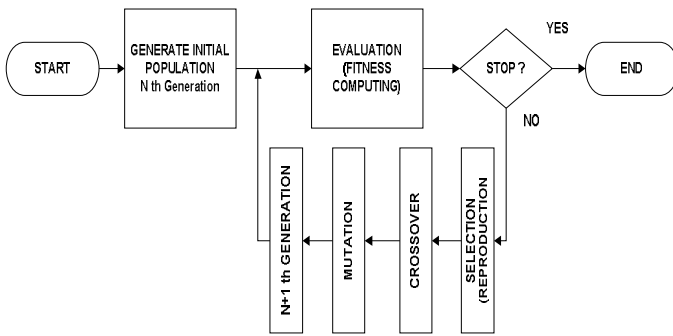 START
GENERATE INITIAL
POPULATION
N th Generation
EVALUATION
(FITNESS
COMPUTING)
STOP ?
YES
END
NO
N+1 th GENERATION
MUTATION
CROSSOVER
SELECTION
(REPRODUCTION